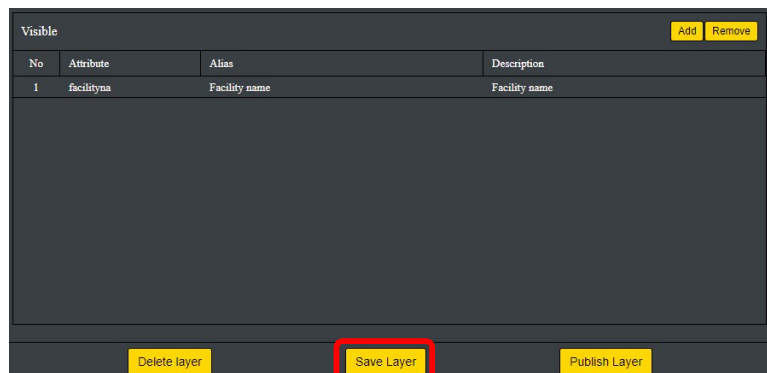 Visible Add Remove
No Attribute Alias Description
1 facilityna Facility name Facility name
Delete layer Save Layer Publish Layer